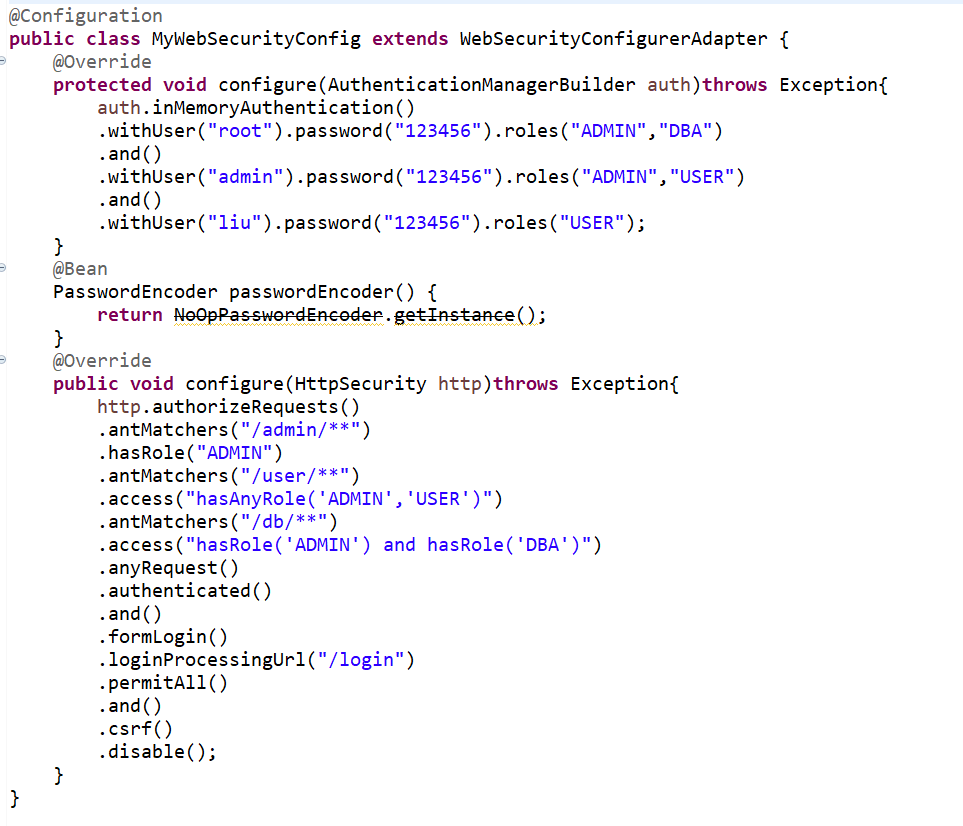 @Configuration
public class MyWebSecurityConfig extends WebSecurityConfigurerAdapter {
    @Override
    protected void configure(AuthenticationManagerBuilder auth)throws Exception{
        auth.inMemoryAuthentication()
        .withUser("root").password("123456").roles("ADMIN","DBA")
        .and()
        .withUser("admin").password("123456").roles("ADMIN","USER")
        .and()
        .withUser("liu").password("123456").roles("USER");
    }
    @Bean
    PasswordEncoder passwordEncoder() {
        return NoOpPasswordEncoder.getInstance();
    }
    @Override
    public void configure(HttpSecurity http)throws Exception{
        http.authorizeRequests()
        .antMatchers("/admin/**")
        .hasRole("ADMIN")
        .antMatchers("/user/**")
        .access("hasAnyRole('ADMIN','USER')")
        .antMatchers("/db/**")
        .access("hasRole('ADMIN') and hasRole('DBA')")
        .anyRequest()
        .authenticated()
        .and()
        .formLogin()
        .loginProcessingUrl("/login")
        .permitAll()
        .and()
        .csrf()
        .disable();
    }
}